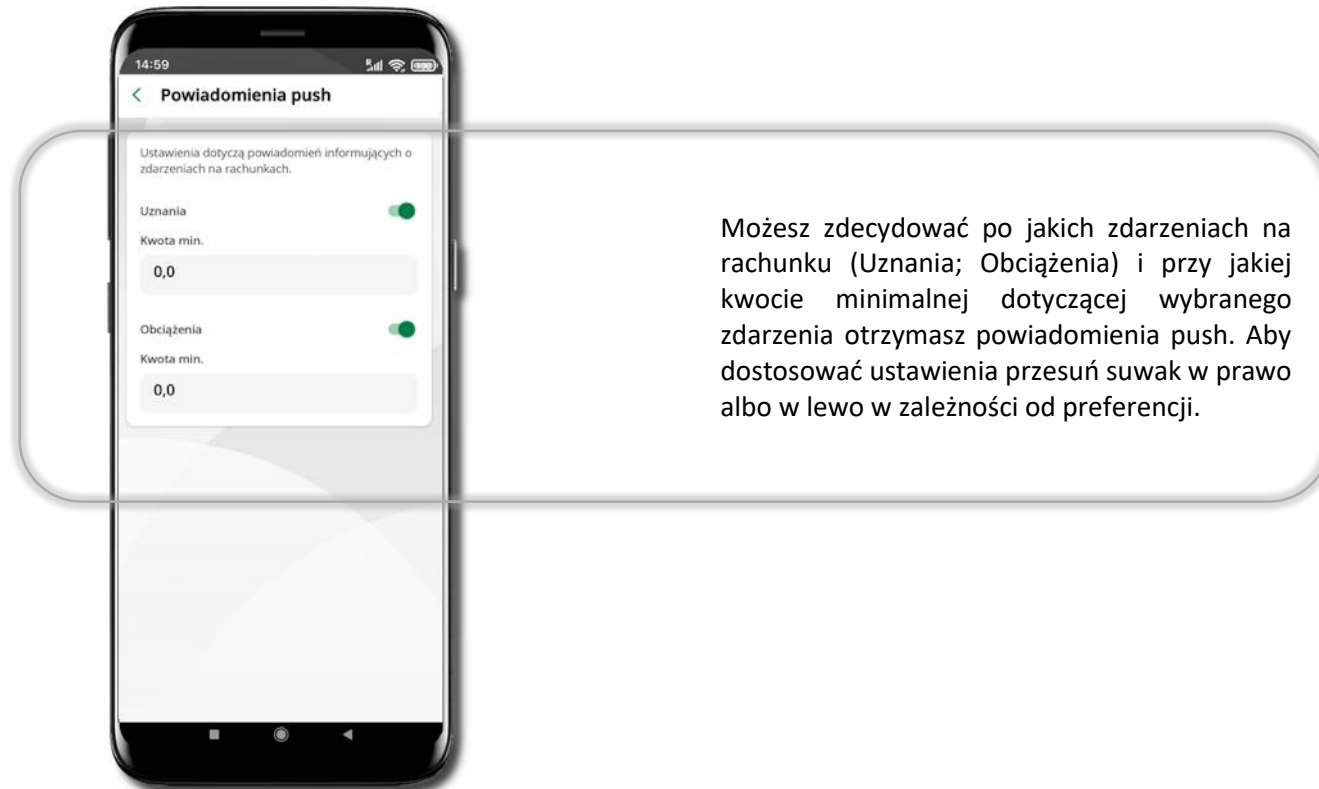 14:59
Powiadomienia push
Ustawienia dotyczą powiadomień informujących o
zdarzeniach na rachunkach.
Uznania
Kwota min.
0,0
Obciążenia
Kwota min.
0,0
Możesz zdecydować po jakich zdarzeniach na
rachunku (Uznania; Obciążenia) i przy jakiej
kwocie minimalnej dotyczącej wybranego
zdarzenia otrzymasz powiadomienia push. Aby
dostosować ustawienia przesuń suwak w prawo
albo w lewo w zależności od preferencji.